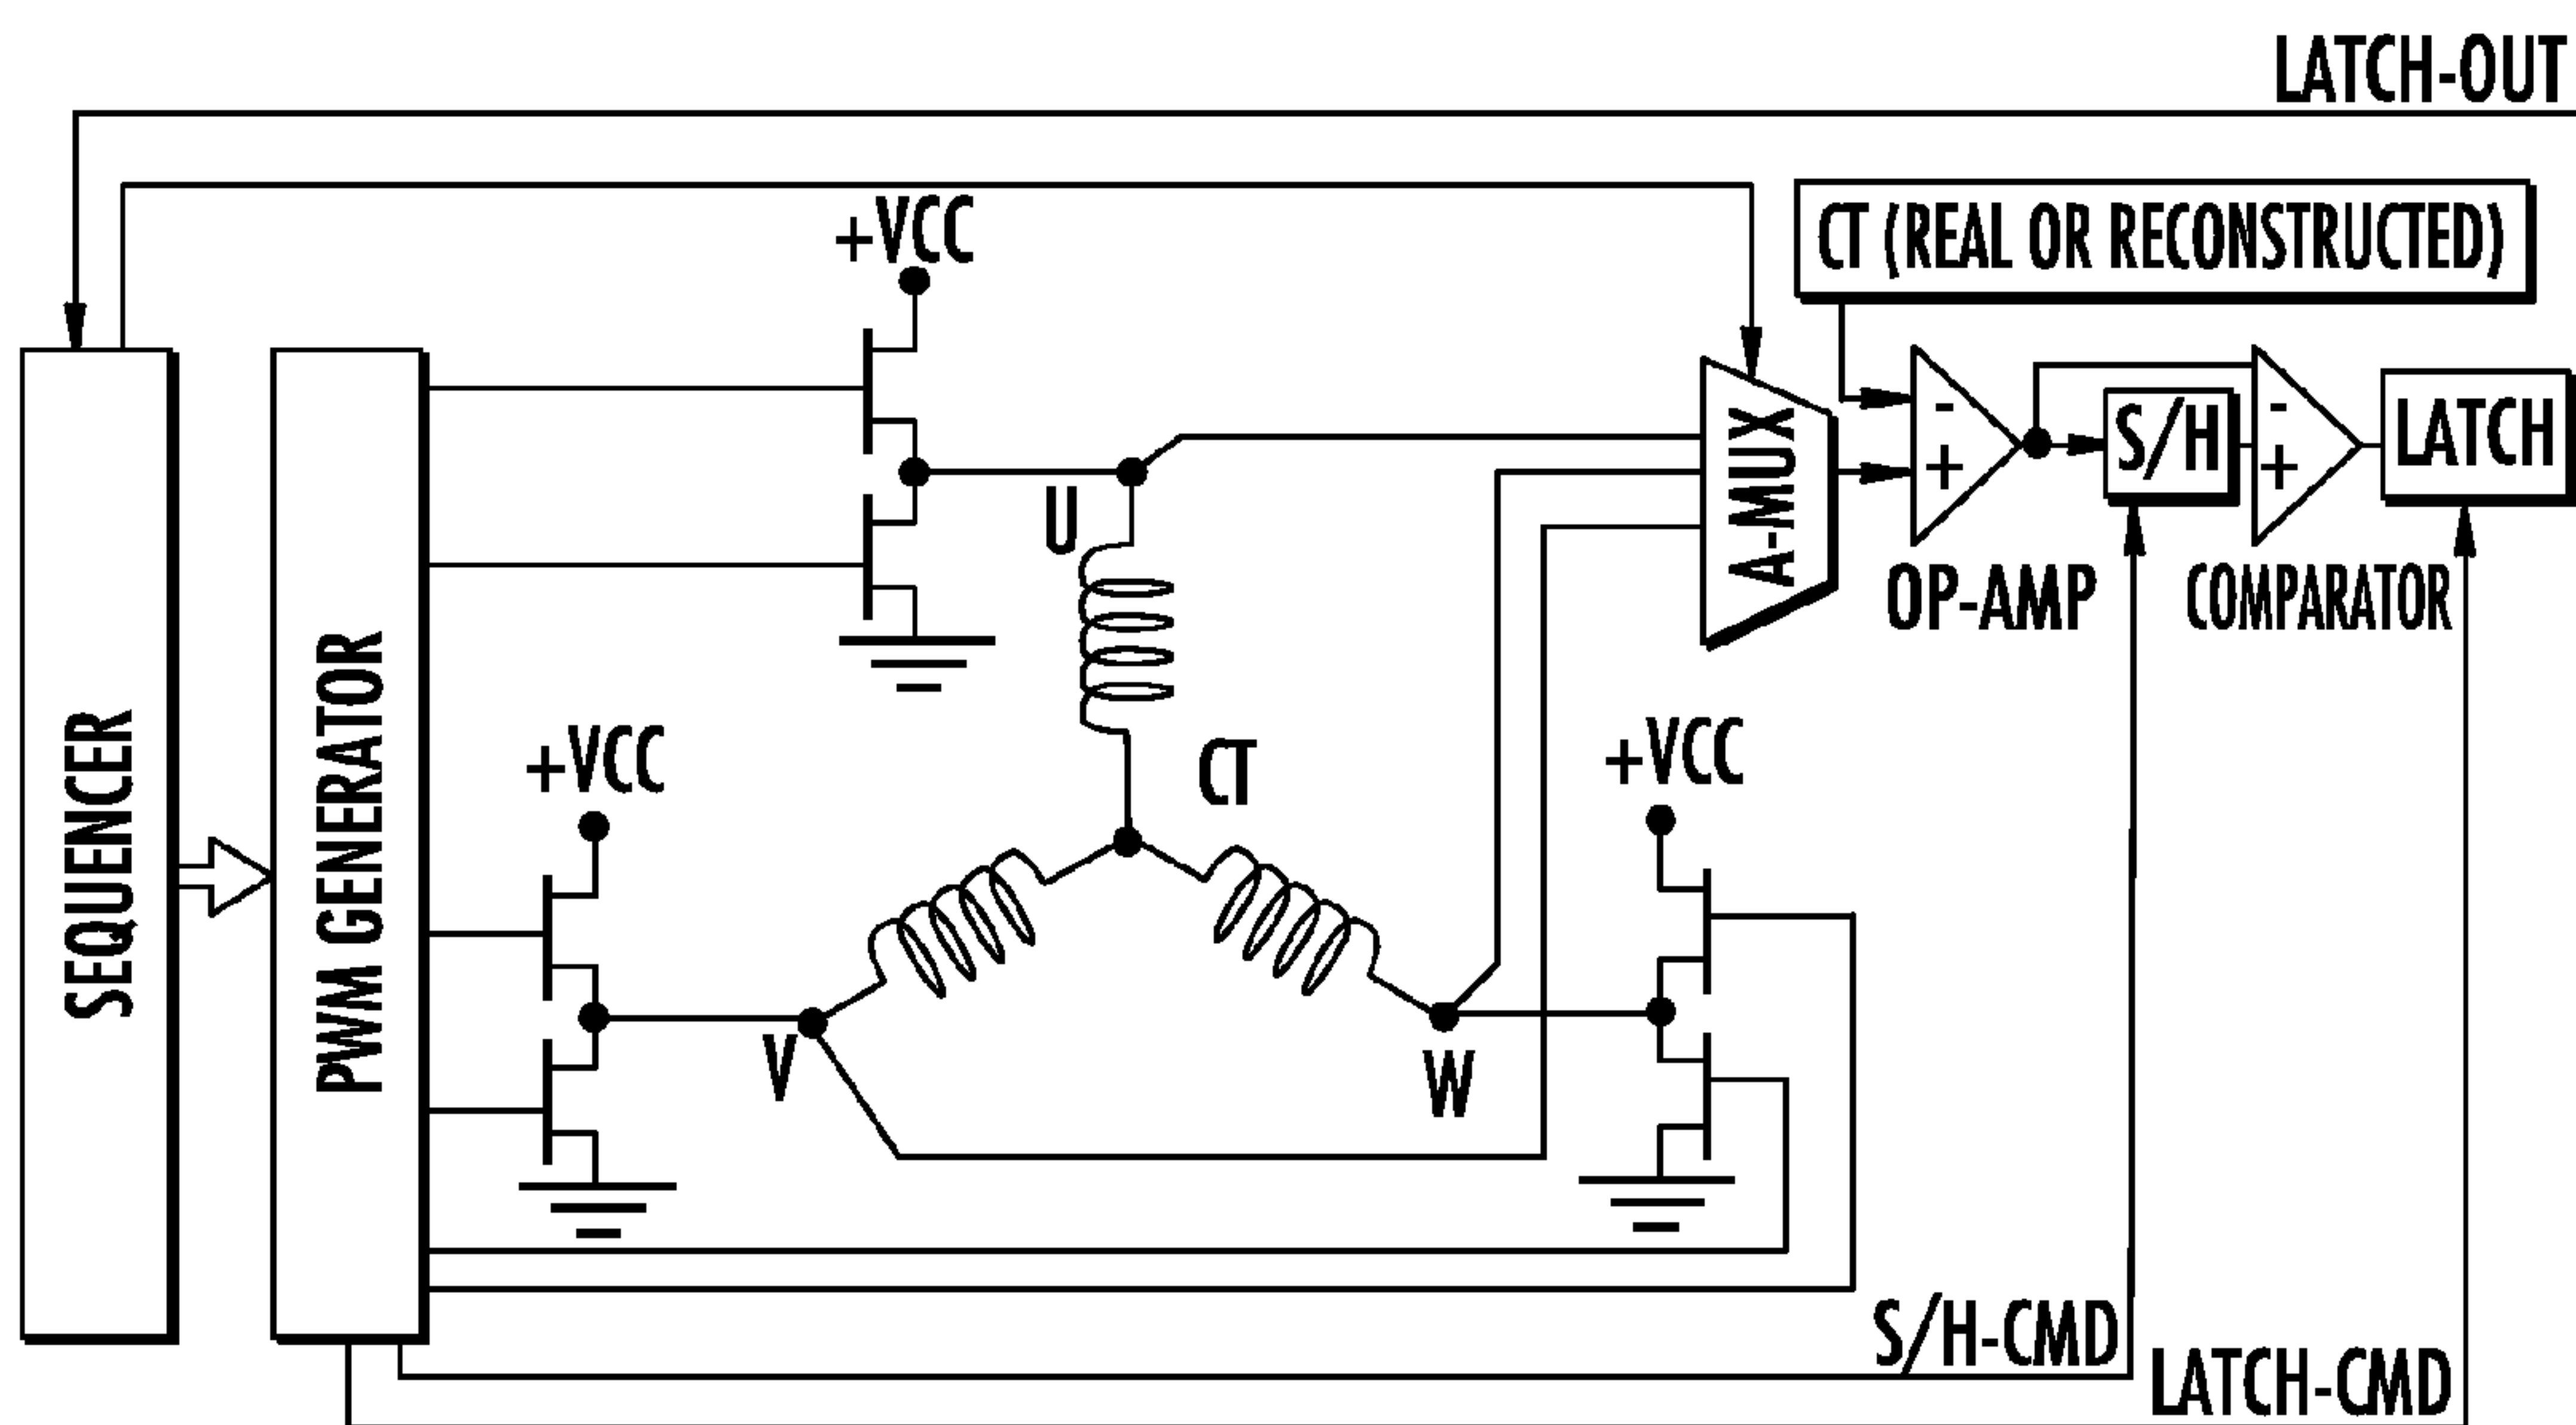 LATCH-OUT
+VCC
CT (REAL OR RECONSTRUCTED)
-
+
S/H
-
+
LATCH
A-MUX
U
OP-AMP
COMPARATOR
SEQUENCER
PWM GENERATOR
+VCC
CT
+VCC
V
W
S/H-CMD
LATCH-CMD